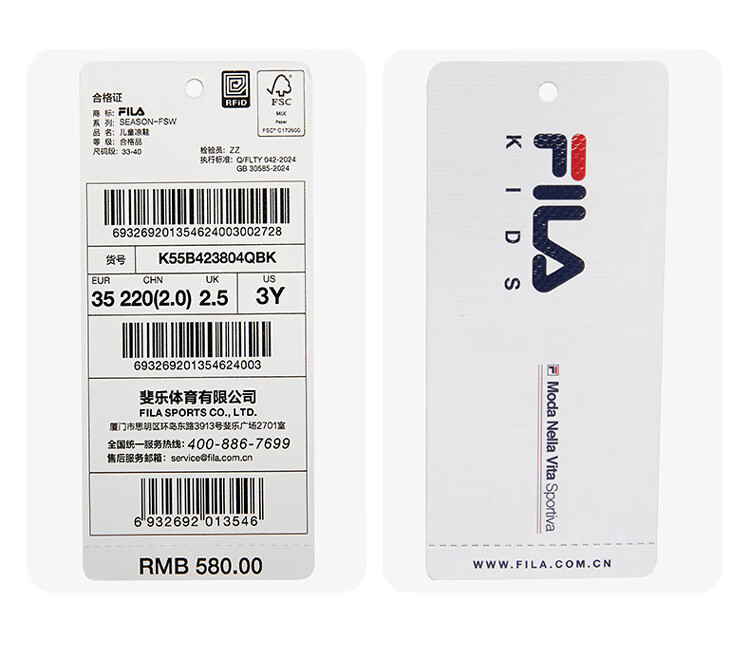 合格证
商 标: FILA
系 列: SEASON-FSW
品 名: 儿童凉鞋
等 级: 合格品
尺码段: 33-40
RFID
FSC
MIX
Paper
FSC® C172600
检验员: ZZ
执行标准: Q/FLTY 042-2024
GB 30585-2024
693269201354624003002728
货号 K55B423804QBK
EUR CHN UK US
35 220(2.0) 2.5 3Y
693269201354624003
斐乐体育有限公司
FILA SPORTS CO., LTD.
厦门市思明区环岛东路3913号斐乐广场2701室
全国统一服务热线: 400-886-7699
售后服务邮箱: service@fila.com.cn
6 932692 013546
RMB 580.00
FILA
KIDS
F Moda Nella Vita Sportiva
WWW.FILA.COM.CN